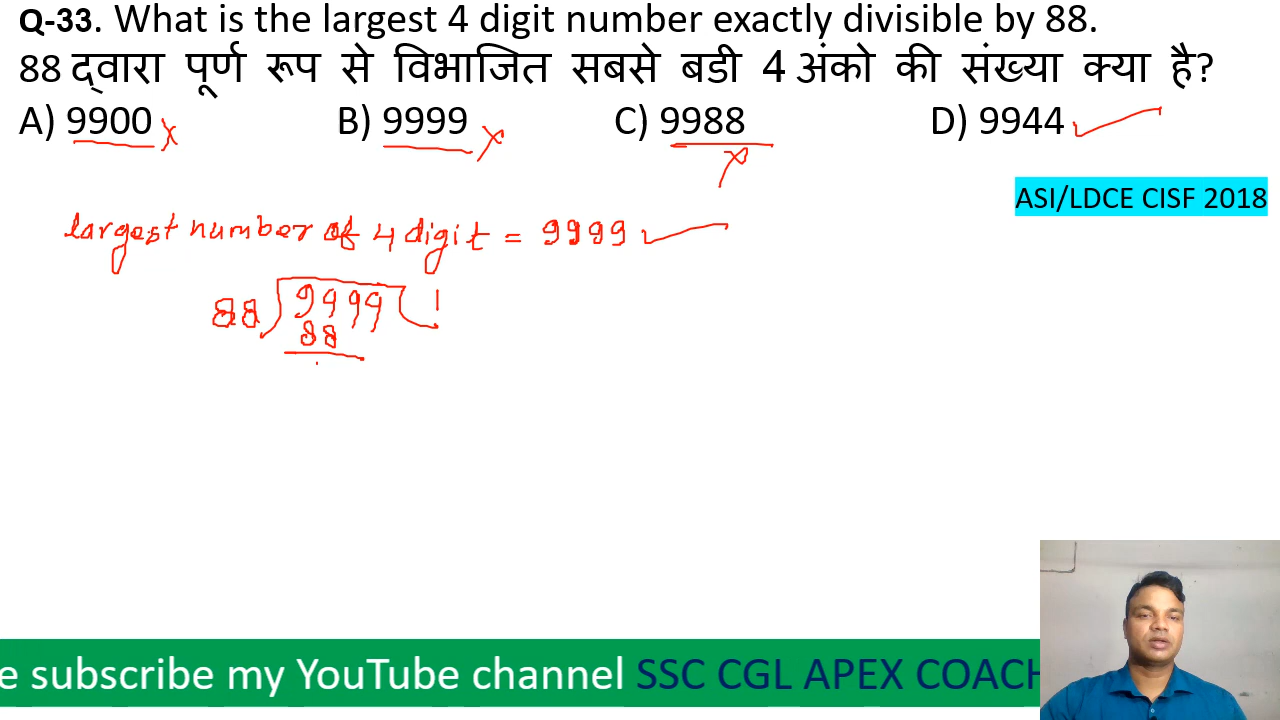 Q-33. What is the largest 4 digit number exactly divisible by 88.
88 द्वारा पूर्ण रूप से विभाजित सबसे बडी 4 अंको की संख्या क्या है?
A) 9900 x B) 9999 x C) 9988 x D) 9944
ASI/LDCE CISF 2018
largest number of 4 digit = 9999
88 ) 9999 ( 1
88
e subscribe my YouTube channel SSC CGL APEX COACH